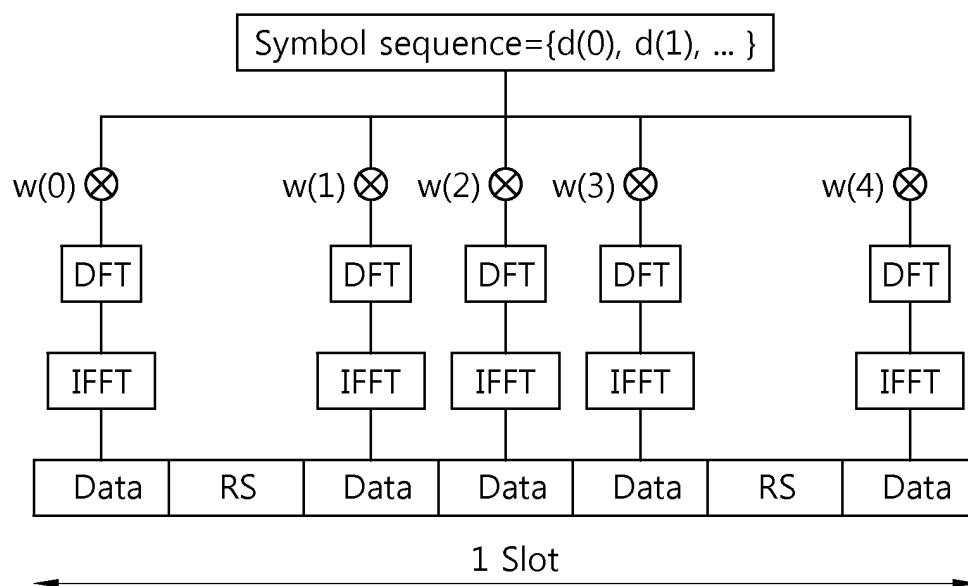 Symbol sequence={d(0), d(1), ... }
w(0) w(1) w(2) w(3) w(4)
DFT DFT DFT DFT DFT
IFFT IFFT IFFT IFFT IFFT
Data RS Data Data Data RS Data
1 Slot